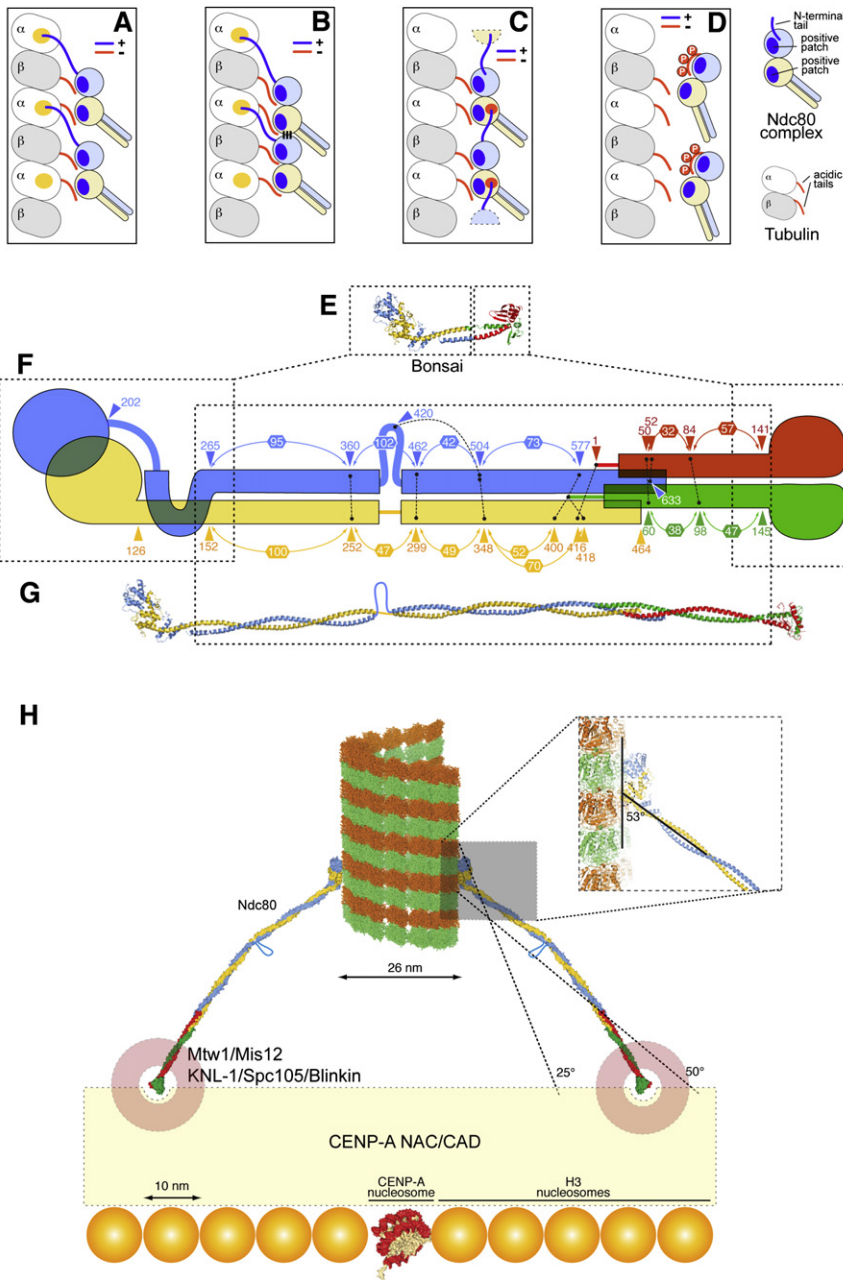 A
B
C
D
α
β
α
β
α
β
+
-
α
β
α
β
α
β
+
-
α
β
α
β
α
β
+
-
α
β
α
β
α
β
+
-
P
P
P
P
P
P
N-terminal
tail
positive
patch
positive
patch
Ndc80
complex
α
β
acidic
tails
Tubulin
E
Bonsai
F
202
420
265
95
360
102
462
42
504
73
577
1
52
50
32
84
57
141
633
126
152
100
252
47
299
49
348
52
70
400
416
418
464
60
38
98
47
145
G
H
53°
Ndc80
26 nm
Mtw1/Mis12
KNL-1/Spc105/Blinkin
25°
50°
CENP-A NAC/CAD
10 nm
CENP-A
nucleosome
H3
nucleosomes